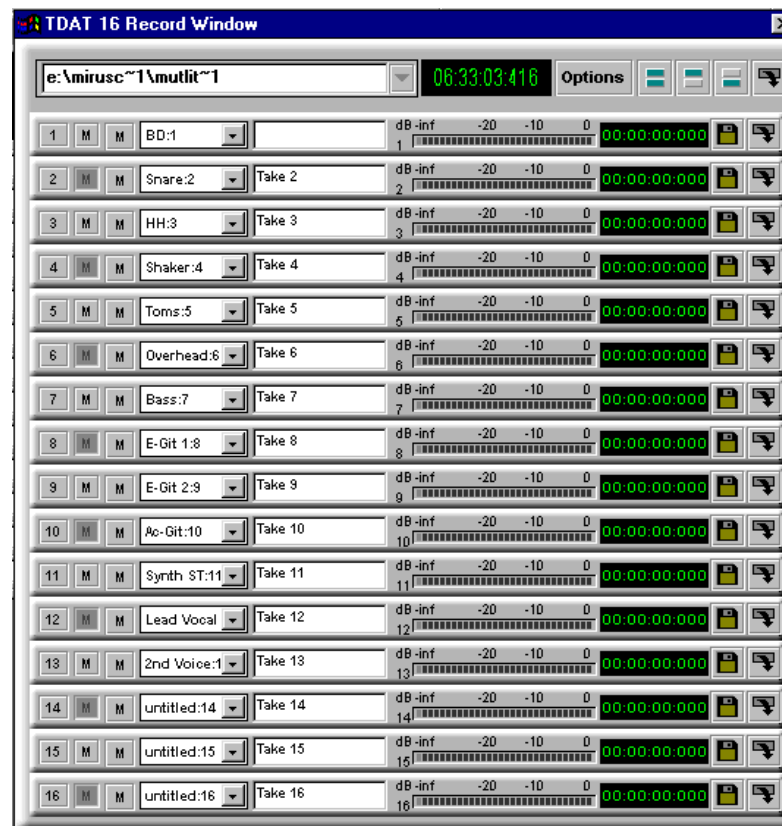 TDAT 16 Record Window
e:\mirusc~1\mutlit~1 06:33:03:416 Options
1 M M BD:1 dB -inf -20 -10 0 1 00:00:00:000
2 M M Snare:2 Take 2 dB -inf -20 -10 0 2 00:00:00:000
3 M M HH:3 Take 3 dB -inf -20 -10 0 3 00:00:00:000
4 M M Shaker:4 Take 4 dB -inf -20 -10 0 4 00:00:00:000
5 M M Toms:5 Take 5 dB -inf -20 -10 0 5 00:00:00:000
6 M M Overhead:6 Take 6 dB -inf -20 -10 0 6 00:00:00:000
7 M M Bass:7 Take 7 dB -inf -20 -10 0 7 00:00:00:000
8 M M E-Git 1:8 Take 8 dB -inf -20 -10 0 8 00:00:00:000
9 M M E-Git 2:9 Take 9 dB -inf -20 -10 0 9 00:00:00:000
10 M M Ac-Git:10 Take 10 dB -inf -20 -10 0 10 00:00:00:000
11 M M Synth ST:11 Take 11 dB -inf -20 -10 0 11 00:00:00:000
12 M M Lead Vocal Take 12 dB -inf -20 -10 0 12 00:00:00:000
13 M M 2nd Voice:1 Take 13 dB -inf -20 -10 0 13 00:00:00:000
14 M M untitled:14 Take 14 dB -inf -20 -10 0 14 00:00:00:000
15 M M untitled:15 Take 15 dB -inf -20 -10 0 15 00:00:00:000
16 M M untitled:16 Take 16 dB -inf -20 -10 0 16 00:00:00:000